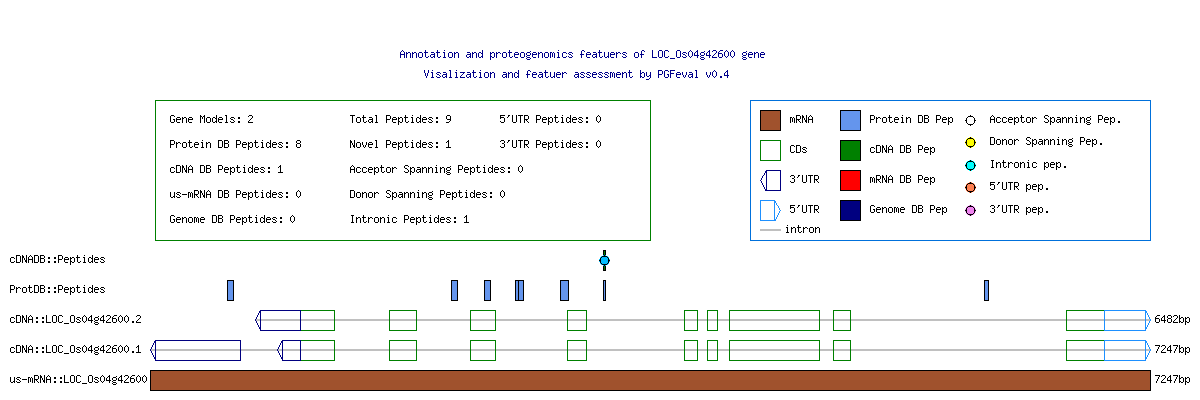 Annotation and proteogenomics featuers of LOC_Os04g42600 gene
Visalization and featuer assessment by PGFeval v0.4
Gene Models: 2 Total Peptides: 9 5'UTR Peptides: 0
Protein DB Peptides: 8 Novel Peptides: 1 3'UTR Peptides: 0
cDNA DB Peptides: 1 Acceptor Spanning Peptides: 0
us-mRNA DB Peptides: 0 Donor Spanning Peptides: 0
Genome DB Peptides: 0 Intronic Peptides: 1
mRNA Protein DB Pep Acceptor Spanning Pep.
CDs cDNA DB Pep Donor Spanning Pep.
3'UTR mRNA DB Pep Intronic pep.
5'UTR Genome DB Pep 5'UTR pep.
intron 3'UTR pep.
cDNADB::Peptides
ProtDB::Peptides
cDNA::LOC_Os04g42600.2 6482bp
cDNA::LOC_Os04g42600.1 7247bp
us-mRNA::LOC_Os04g42600 7247bp